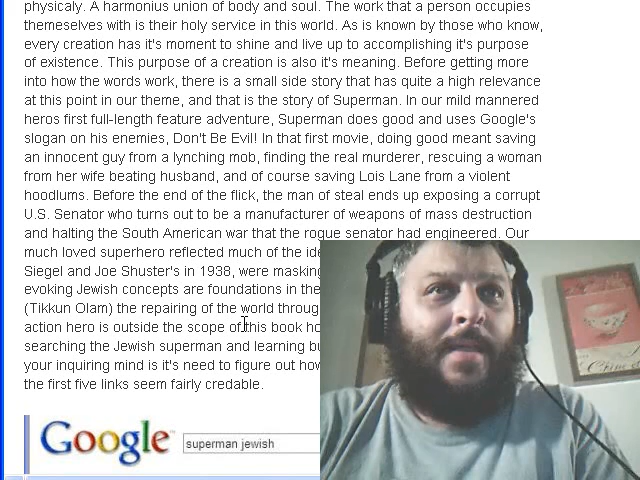 physicaly. A harmonius union of body and soul. The work that a person occupies
themeselves with is their holy service in this world. As is known by those who know,
every creation has it's moment to shine and live up to accomplishing it's purpose
of existence. This purpose of a creation is also it's meaning. Before getting more
into how the words work, there is a small side story that has quite a high relevance
at this point in our theme, and that is the story of Superman. In our mild mannered
heros first full-length feature adventure, Superman does good and uses Google's
slogan on his enemies, Don't Be Evil! In that first movie, doing good meant saving
an innocent guy from a lynching mob, finding the real murderer, rescuing a woman
from her wife beating husband, and of course saving Lois Lane from a violent
hoodlums. Before the end of the flick, the man of steal ends up exposing a corrupt
U.S. Senator who turns out to be a manufacturer of weapons of mass destruction
and halting the South American war that the rogue senator had engineered. Our
much loved superhero reflected much of the ide
Siegel and Joe Shuster's in 1938, were masking
evoking Jewish concepts are foundations in the
(Tikkun Olam) the repairing of the world throug
action hero is outside the scope of this book ho
searching the Jewish superman and learning bu
your inquiring mind is it's need to figure out how
the first five links seem fairly credable.
Google
superman jewish